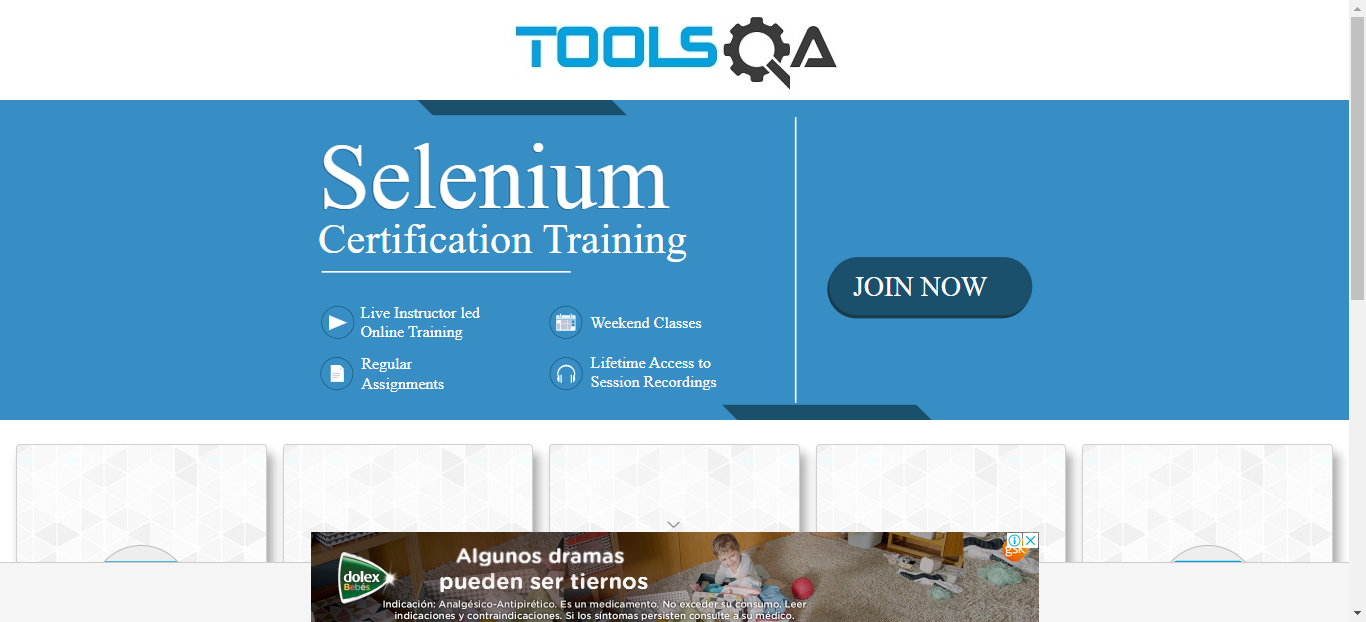 TOOLSQA
Selenium
Certification Training
JOIN NOW
Live Instructor led
Online Training
Weekend Classes
Regular
Assignments
Lifetime Access to
Session Recordings
Algunos dramas
pueden ser tiernos
dolex
Bebés
gsk
Indicación: Analgésico-Antipirético. Es un medicamento. No exceder su consumo. Leer
indicaciones y contraindicaciones. Si los síntomas persisten consulte a su médico.